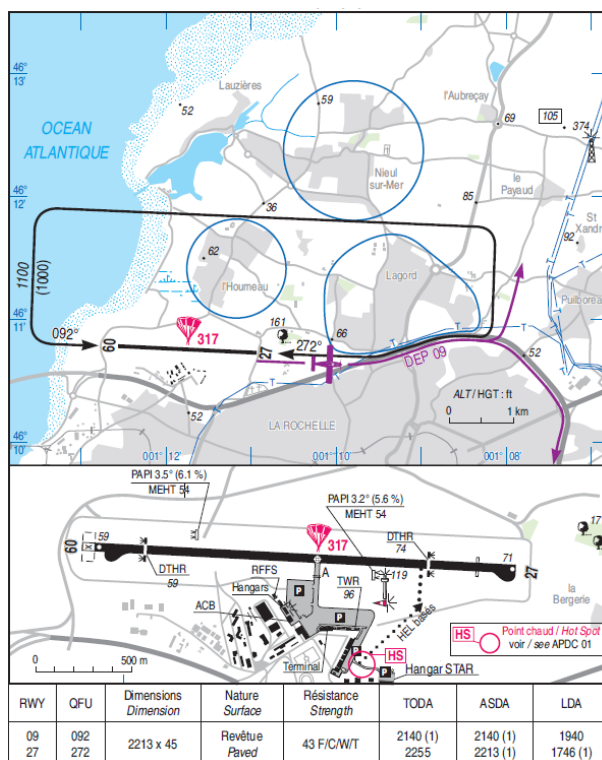 46°
13'
46°
12'
46°
11'
46°
10'
OCEAN
ATLANTIQUE
Lauzières
52
59
l'Aubreçay
69
105
374
Nieul
sur-Mer
le
Payaud
36
85
St
Xandr
92
62
l'Houmeau
Lagord
Puilboreau
1100
(1000)
092°
09
317
161
27
272°
66
DEP 09
52
52
LA ROCHELLE
ALT / HGT : ft
0 1 km
001° 12'
001° 10'
001° 08'
PAPI 3.5° (6.1 %)
MEHT 54
PAPI 3.2° (5.6 %)
MEHT 54
59
09
DTHR
59
317
DTHR
74
71
27
17
119
A
RFFS
Hangars
ACB
P
P
TWR
96
HEL basés
la
Bergerie
HS
Point chaud / Hot Spot
voir / see APDC 01
HS
P
P
Hangar STAR
Terminal
0 500 m
RWY QFU Dimensions Nature Résistance TODA ASDA LDA
Dimension Surface Strength
09 092 2213 x 45 Revêtue 43 F/C/W/T 2140 (1) 2140 (1) 1940
27 272 Paved 2255 2213 (1) 1746 (1)